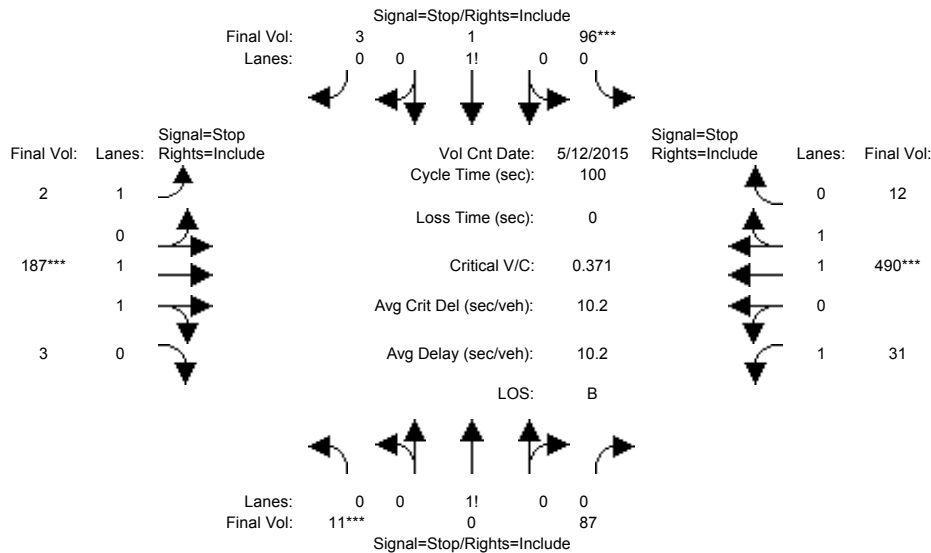 Signal=Stop/Rights=Include
Final Vol: 3 1 96***
Lanes: 0 0 1! 0 0
Signal=Stop Signal=Stop
Final Vol: Lanes: Rights=Include Vol Cnt Date: 5/12/2015 Rights=Include Lanes: Final Vol:
Cycle Time (sec): 100
2 1 0 12
Loss Time (sec): 0
0 1
187*** 1 Critical V/C: 0.371 1 490***
1 Avg Crit Del (sec/veh): 10.2 0
3 0 Avg Delay (sec/veh): 10.2 1 31
LOS: B
Lanes: 0 0 1! 0 0
Final Vol: 11*** 0 87
Signal=Stop/Rights=Include